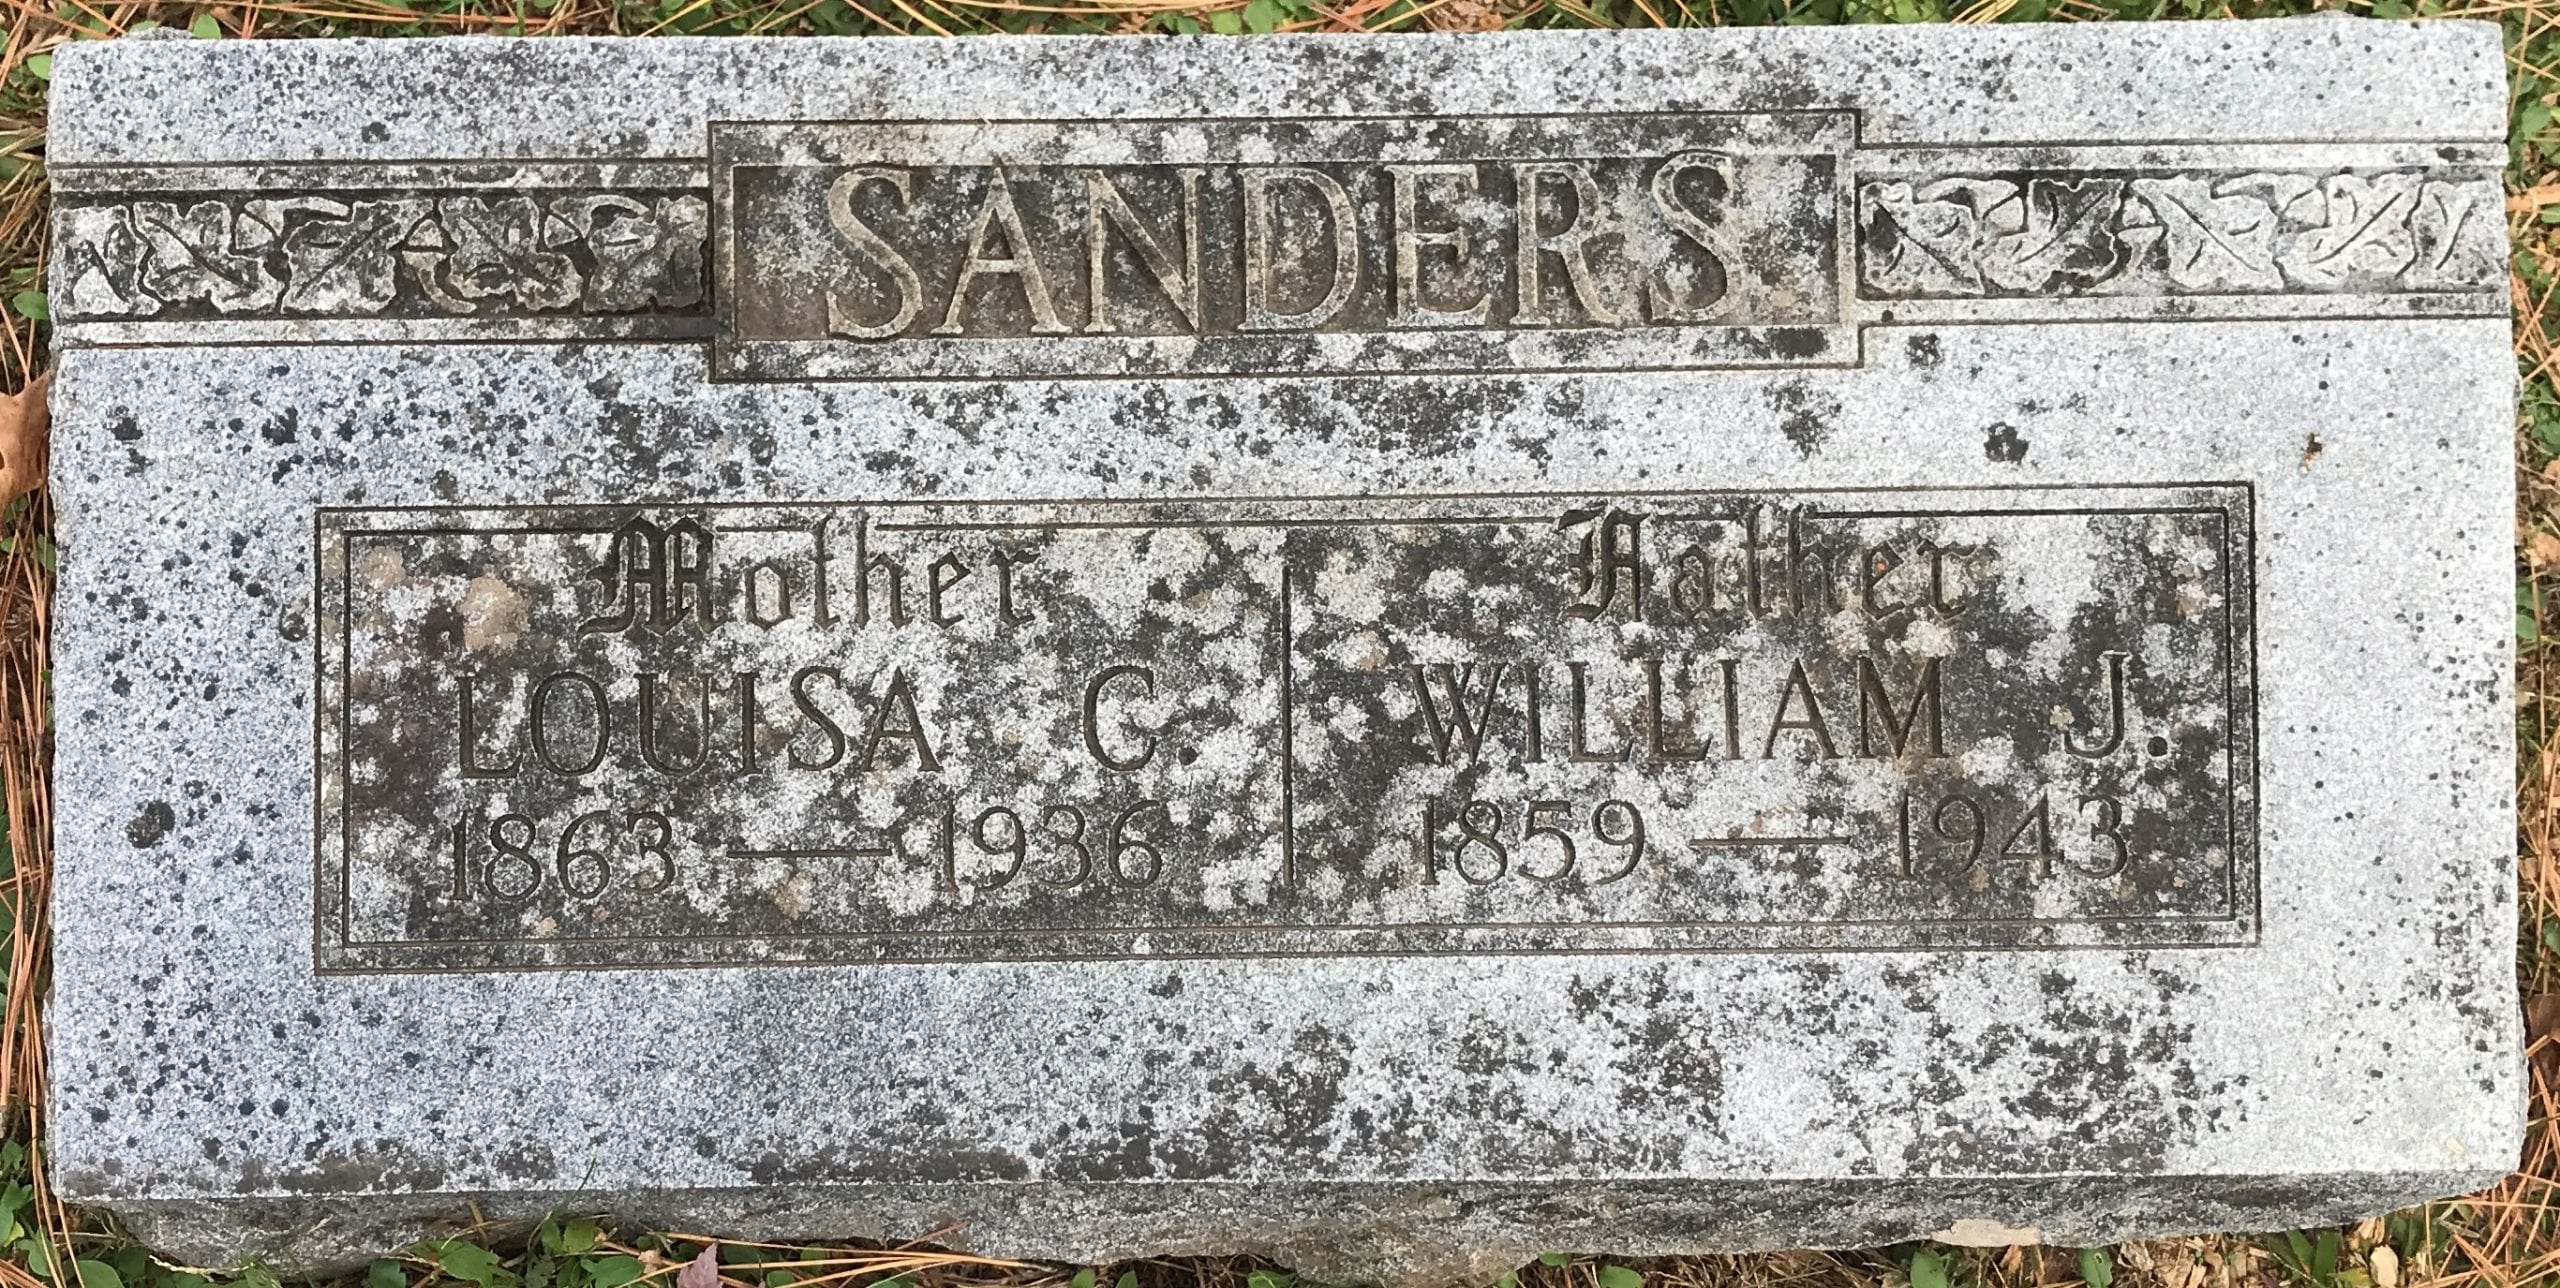 SANDERS
Mother
LOUISA C.
1863 — 1936
Father
WILLIAM J.
1859 — 1943